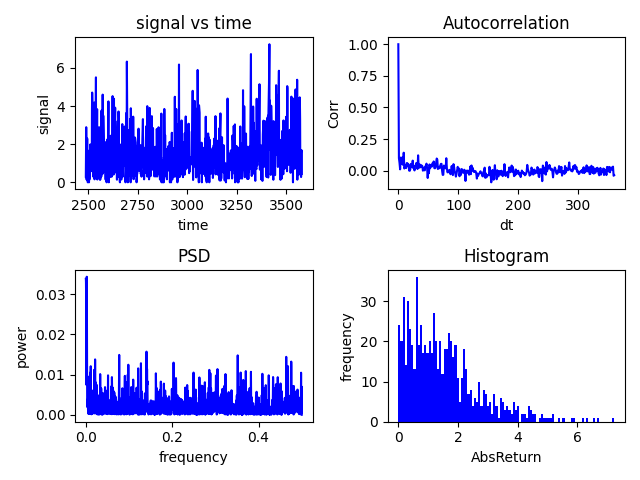 signal vs time
signal
6
4
2
0
2500 2750 3000 3250 3500
time
Autocorrelation
Corr
1.00
0.75
0.50
0.25
0.00
0 100 200 300
dt
PSD
power
0.03
0.02
0.01
0.00
0.0 0.2 0.4
frequency
Histogram
frequency
30
20
10
0
0 2 4 6
AbsReturn